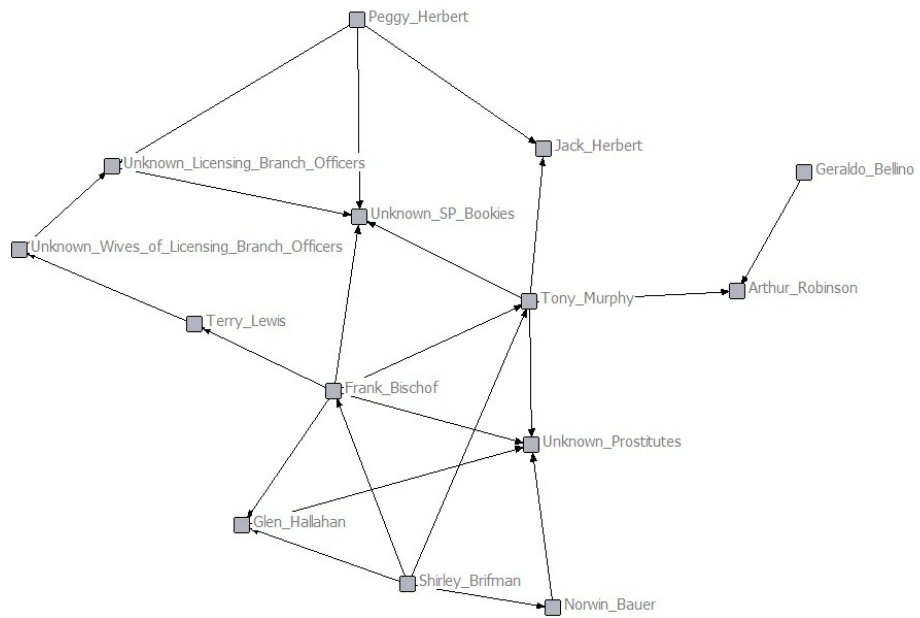 Peggy_Herbert
Jack_Herbert
Unknown_Licensing_Branch_Officers
Geraldo_Bellino
Unknown_SP_Bookies
Unknown_Wives_of_Licensing_Branch_Officers
Arthur_Robinson
Tony_Murphy
Terry_Lewis
Frank_Bischof
Unknown_Prostitutes
Glen_Hallahan
Shirley_Brifman
Norwin_Bauer